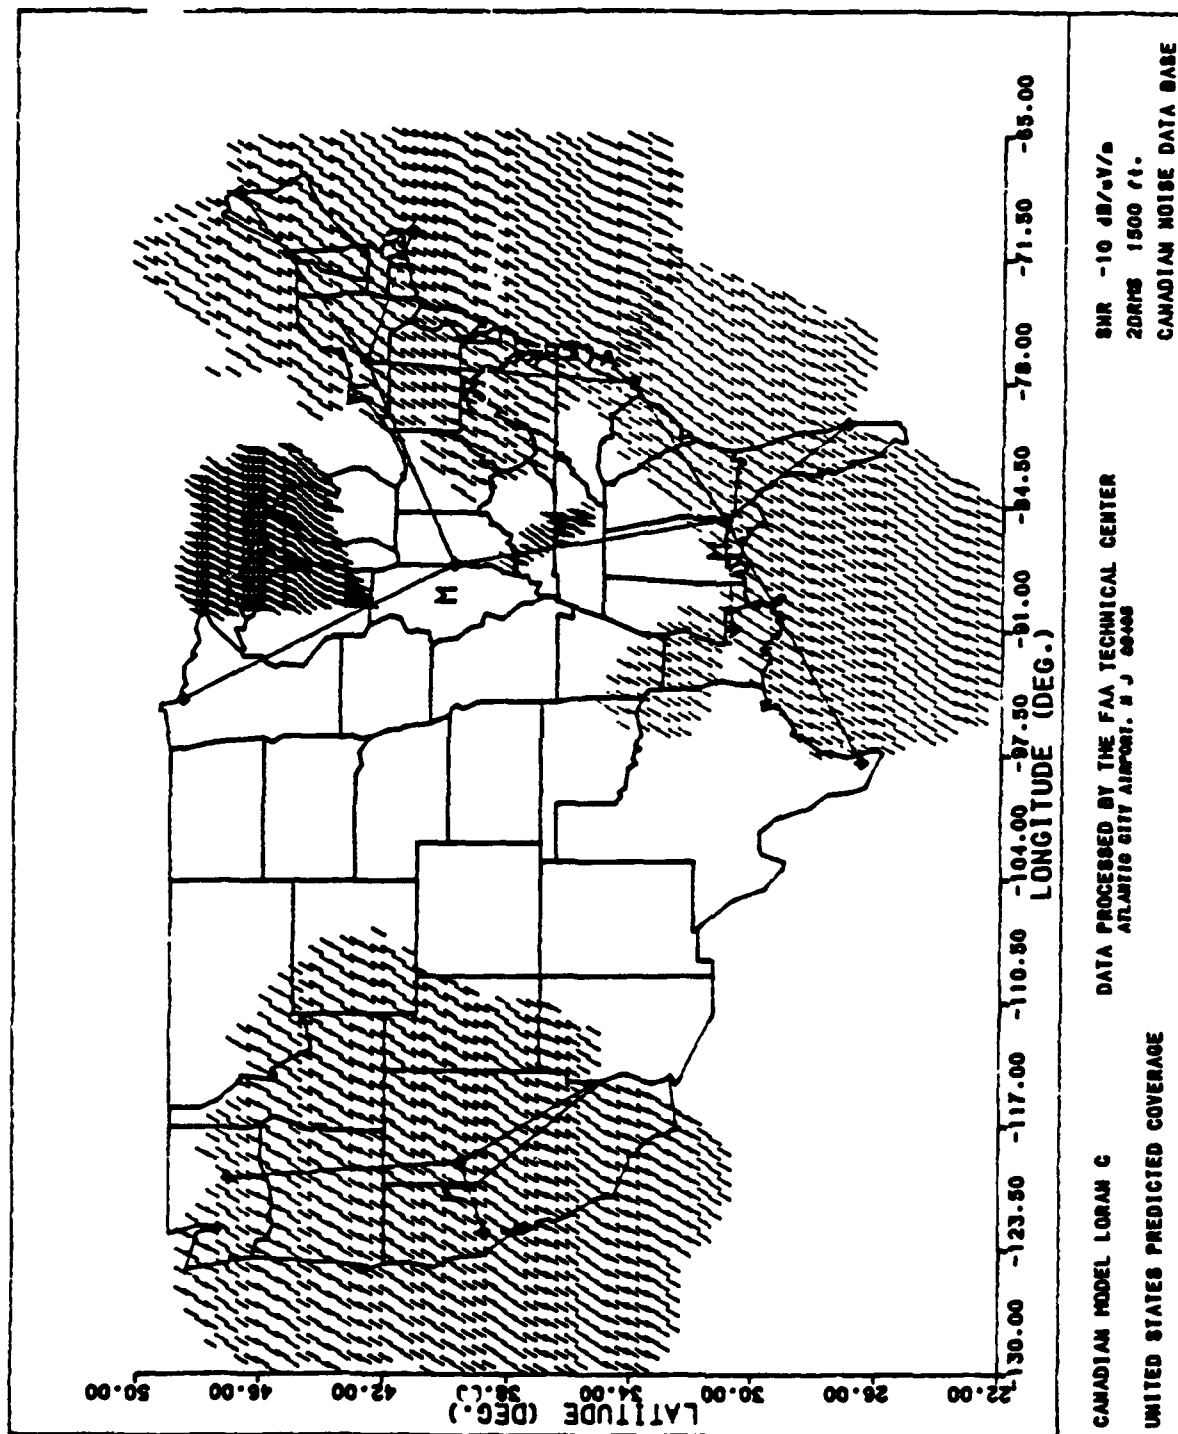 LATITUDE (DEG.)
50.00
46.00
42.00
38.00
34.00
30.00
26.00
22.00
M
-130.00 -123.50 -117.00 -110.50 -104.00 -97.50 -91.00 -84.50 -78.00 -71.50 -65.00
LONGITUDE (DEG.)
CANADIAN MODEL LORAN C
UNITED STATES PREDICTED COVERAGE
DATA PROCESSED BY THE FAA TECHNICAL CENTER
ATLANTIC CITY AIRPORT, N J
SNR -10 dB/uV/m
2DRMS 1500 ft.
CANADIAN NOISE DATA BASE